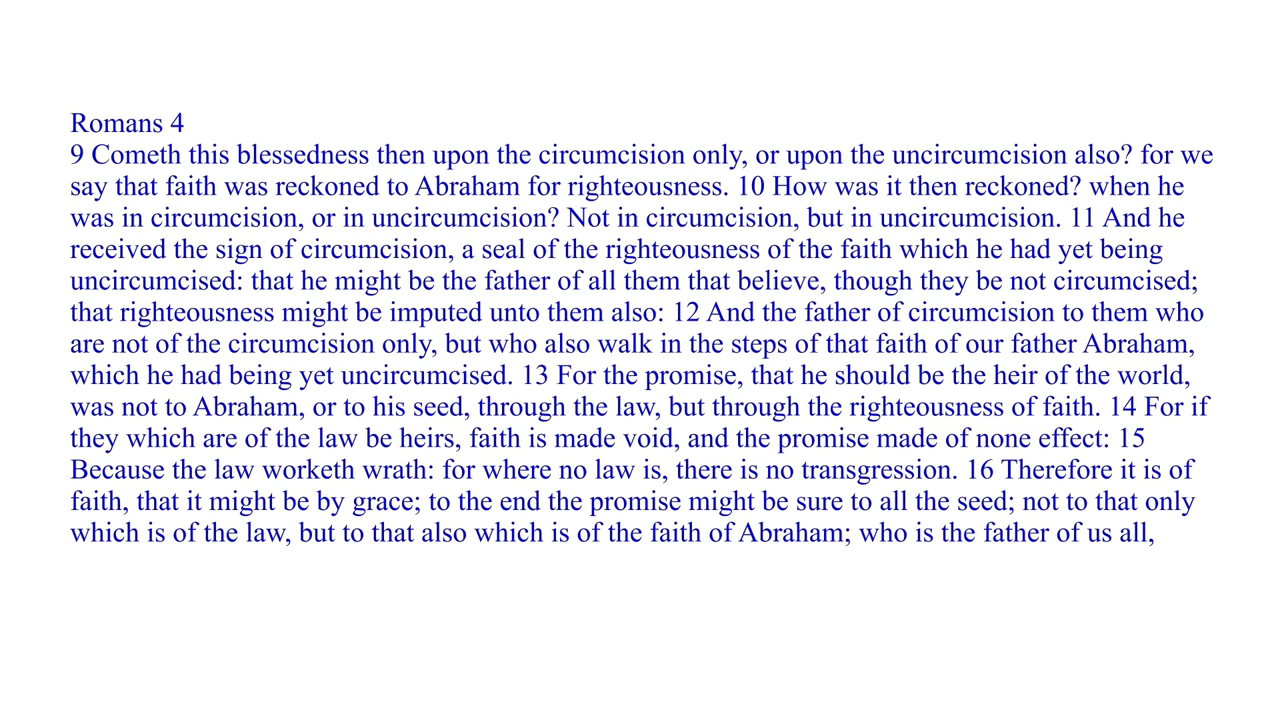 Romans 4
9 Cometh this blessedness then upon the circumcision only, or upon the uncircumcision also? for we
say that faith was reckoned to Abraham for righteousness. 10 How was it then reckoned? when he
was in circumcision, or in uncircumcision? Not in circumcision, but in uncircumcision. 11 And he
received the sign of circumcision, a seal of the righteousness of the faith which he had yet being
uncircumcised: that he might be the father of all them that believe, though they be not circumcised;
that righteousness might be imputed unto them also: 12 And the father of circumcision to them who
are not of the circumcision only, but who also walk in the steps of that faith of our father Abraham,
which he had being yet uncircumcised. 13 For the promise, that he should be the heir of the world,
was not to Abraham, or to his seed, through the law, but through the righteousness of faith. 14 For if
they which are of the law be heirs, faith is made void, and the promise made of none effect: 15
Because the law worketh wrath: for where no law is, there is no transgression. 16 Therefore it is of
faith, that it might be by grace; to the end the promise might be sure to all the seed; not to that only
which is of the law, but to that also which is of the faith of Abraham; who is the father of us all,